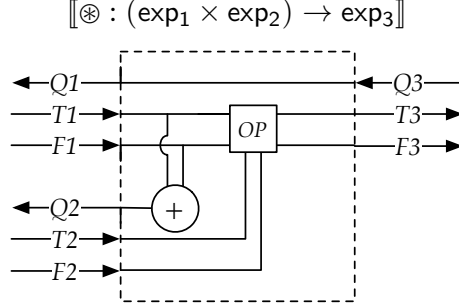 ⟦⊛ : (exp₁ × exp₂) → exp₃⟧
Q1 Q3
T1 T3
F1 OP F3
Q2 +
T2
F2